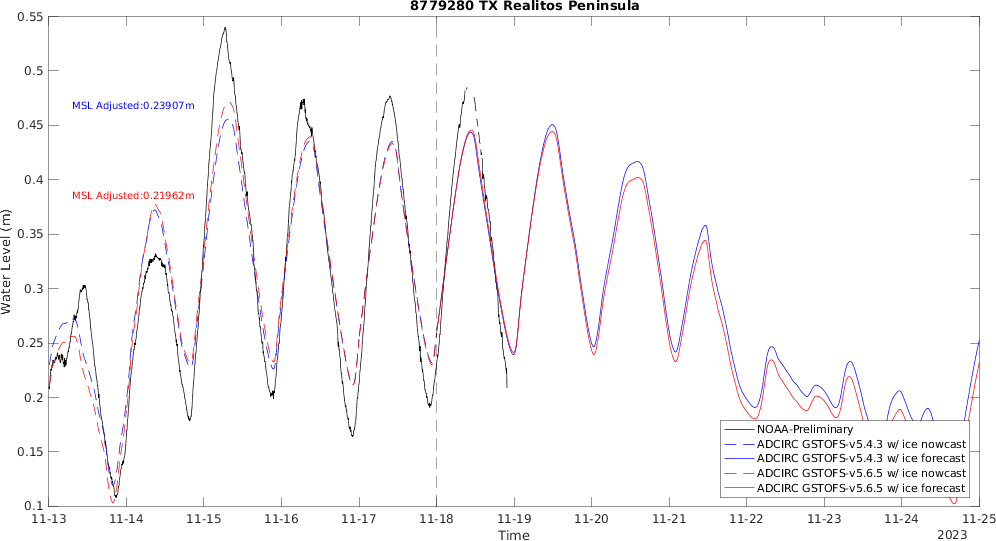 8779280 TX Realitos Peninsula
0.55
0.5
0.45
0.4
0.35
0.3
0.25
0.2
0.15
0.1
Water Level (m)
MSL Adjusted:0.23907m
MSL Adjusted:0.21962m
NOAA-Preliminary
ADCIRC GSTOFS-v5.4.3 w/ ice nowcast
ADCIRC GSTOFS-v5.4.3 w/ ice forecast
ADCIRC GSTOFS-v5.6.5 w/ ice nowcast
ADCIRC GSTOFS-v5.6.5 w/ ice forecast
11-13 11-14 11-15 11-16 11-17 11-18 11-19 11-20 11-21 11-22 11-23 11-24 11-25
Time
2023